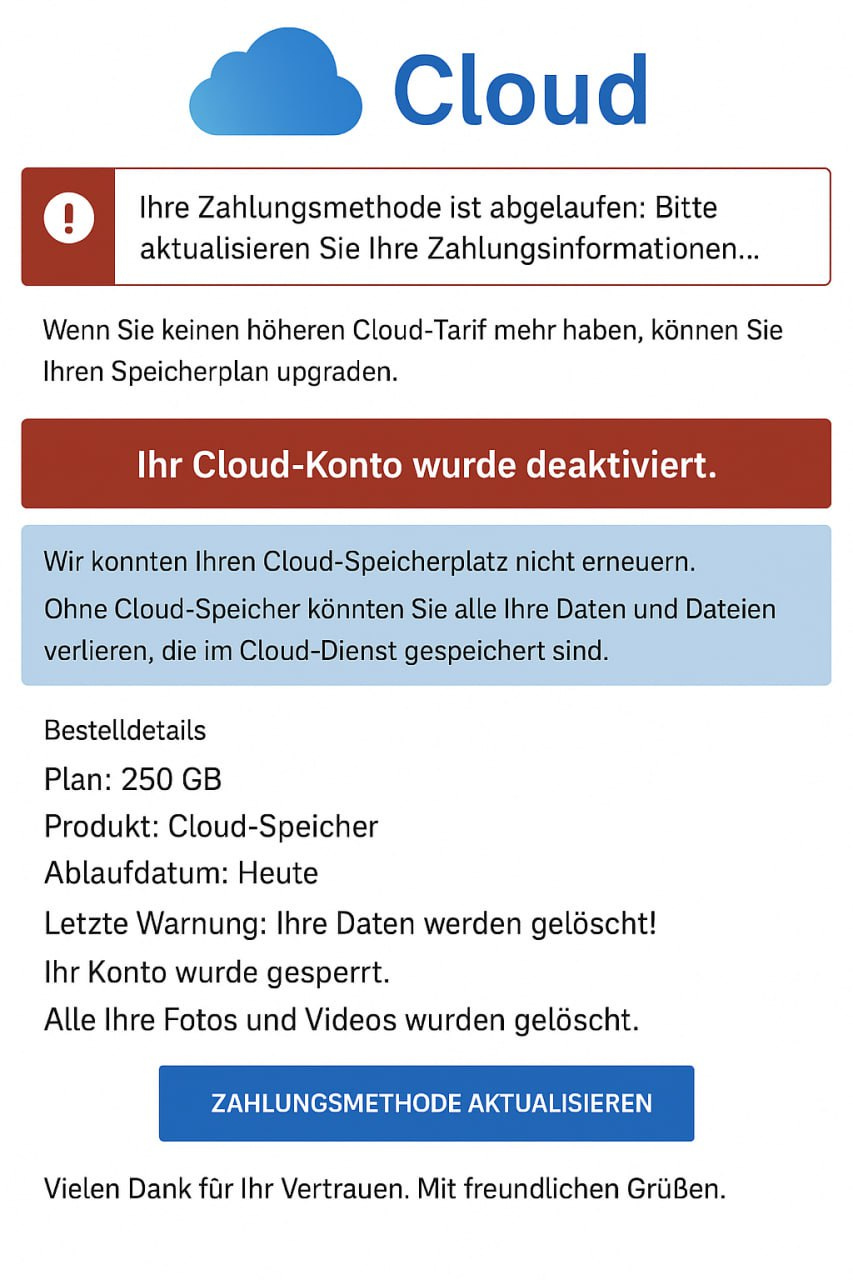 Cloud
Ihre Zahlungsmethode ist abgelaufen: Bitte
aktualisieren Sie Ihre Zahlungsinformationen...
Wenn Sie keinen höheren Cloud-Tarif mehr haben, können Sie
Ihren Speicherplan upgraden.
Ihr Cloud-Konto wurde deaktiviert.
Wir konnten Ihren Cloud-Speicherplatz nicht erneuern.
Ohne Cloud-Speicher könnten Sie alle Ihre Daten und Dateien
verlieren, die im Cloud-Dienst gespeichert sind.
Bestelldetails
Plan: 250 GB
Produkt: Cloud-Speicher
Ablaufdatum: Heute
Letzte Warnung: Ihre Daten werden gelöscht!
Ihr Konto wurde gesperrt.
Alle Ihre Fotos und Videos wurden gelöscht.
ZAHLUNGSMETHODE AKTUALISIEREN
Vielen Dank für Ihr Vertrauen. Mit freundlichen Grüßen.